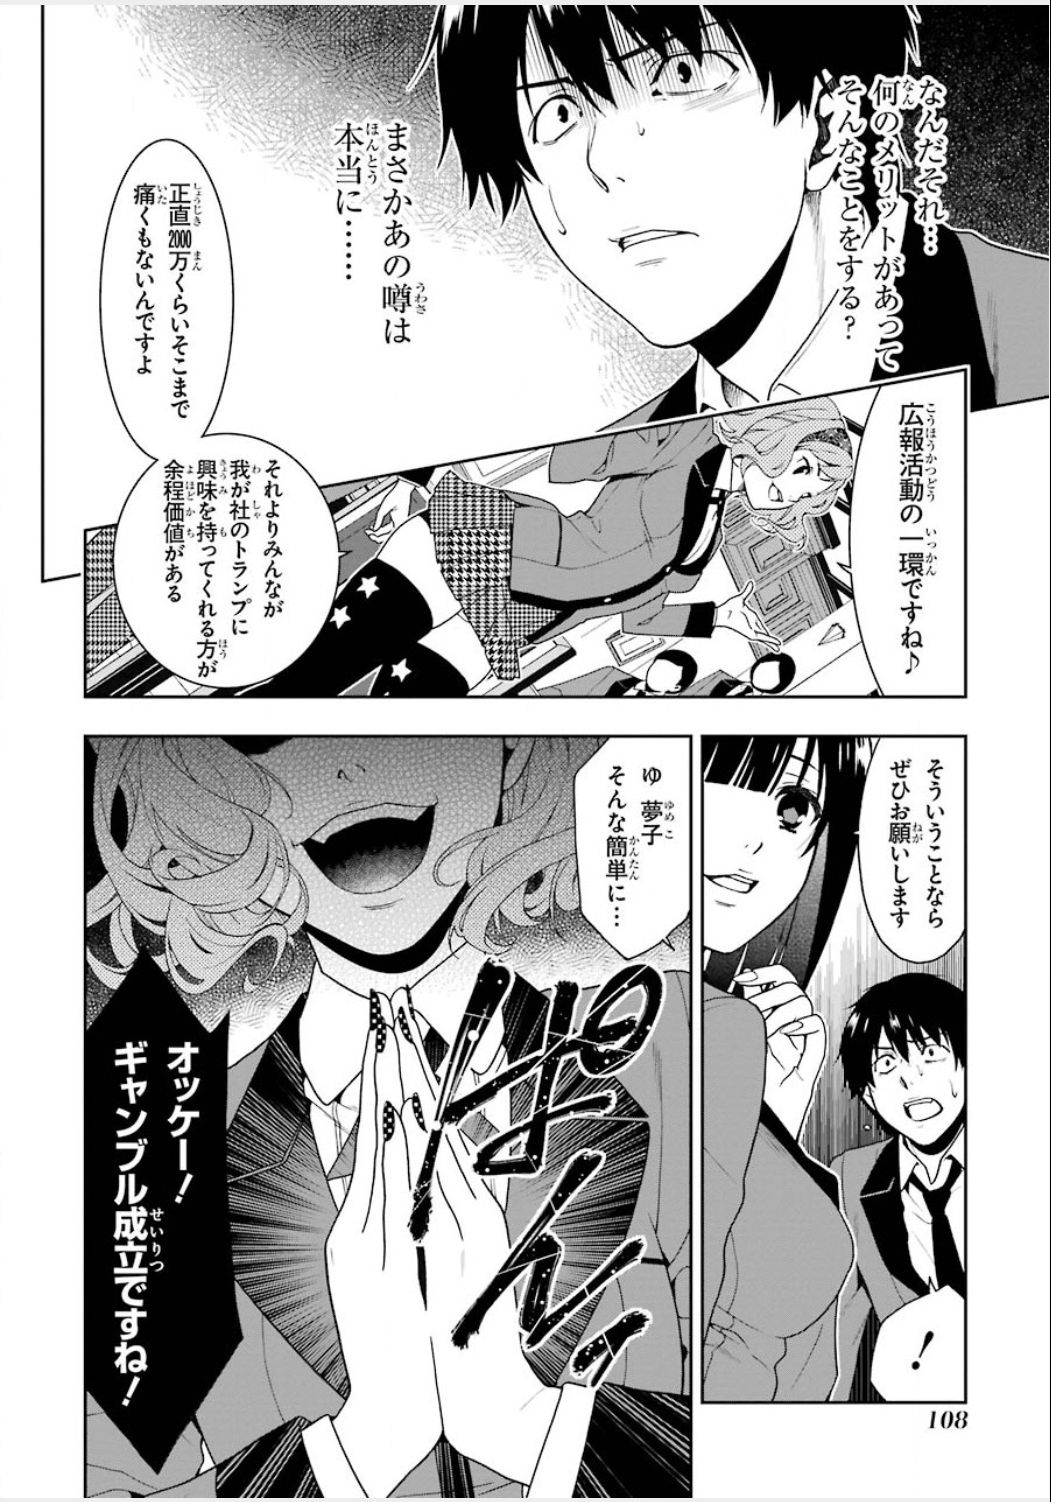 なんだそれ…
何のメリットがあって
そんなことをする?
まさかあの噂は
本当に……
広報活動の一環ですね♪
正直2000万くらいそこまで
痛くもないんですよ
それよりみんなが
我が社のトランプに
興味を持ってくれる方が
余程価値がある
そういうことなら
ぜひお願いします
!
ゆ 夢子
そんな簡単に…
ぱん
オッケー!
ギャンブル成立ですね!
108